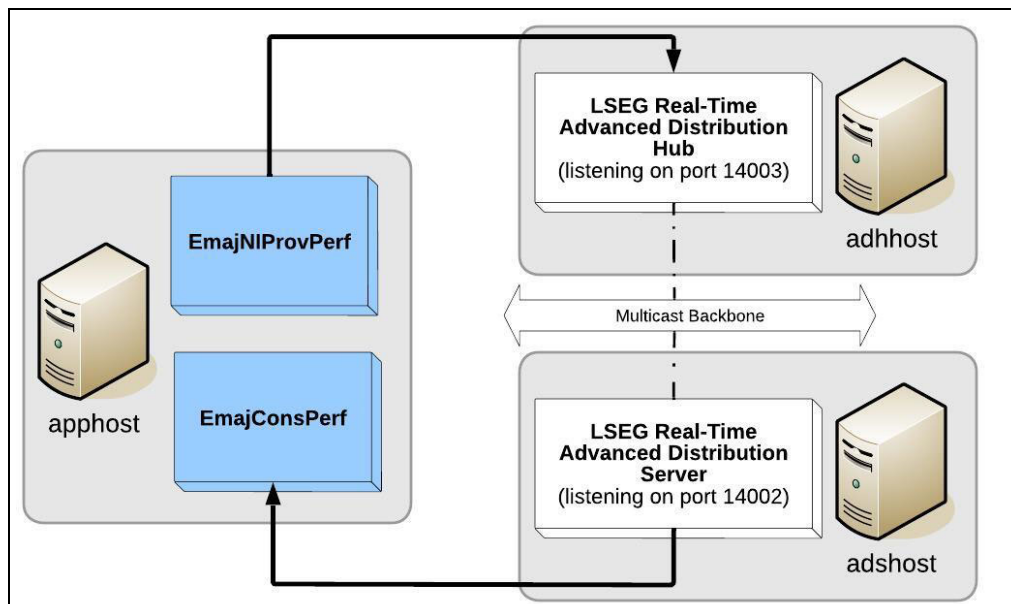 LSEG Real-Time
Advanced Distribution
Hub
(listening on port 14003)
adhhost
EmajNIProvPerf
EmajConsPerf
apphost
Multicast Backbone
LSEG Real-Time
Advanced Distribution
Server
(listening on port 14002)
adshost